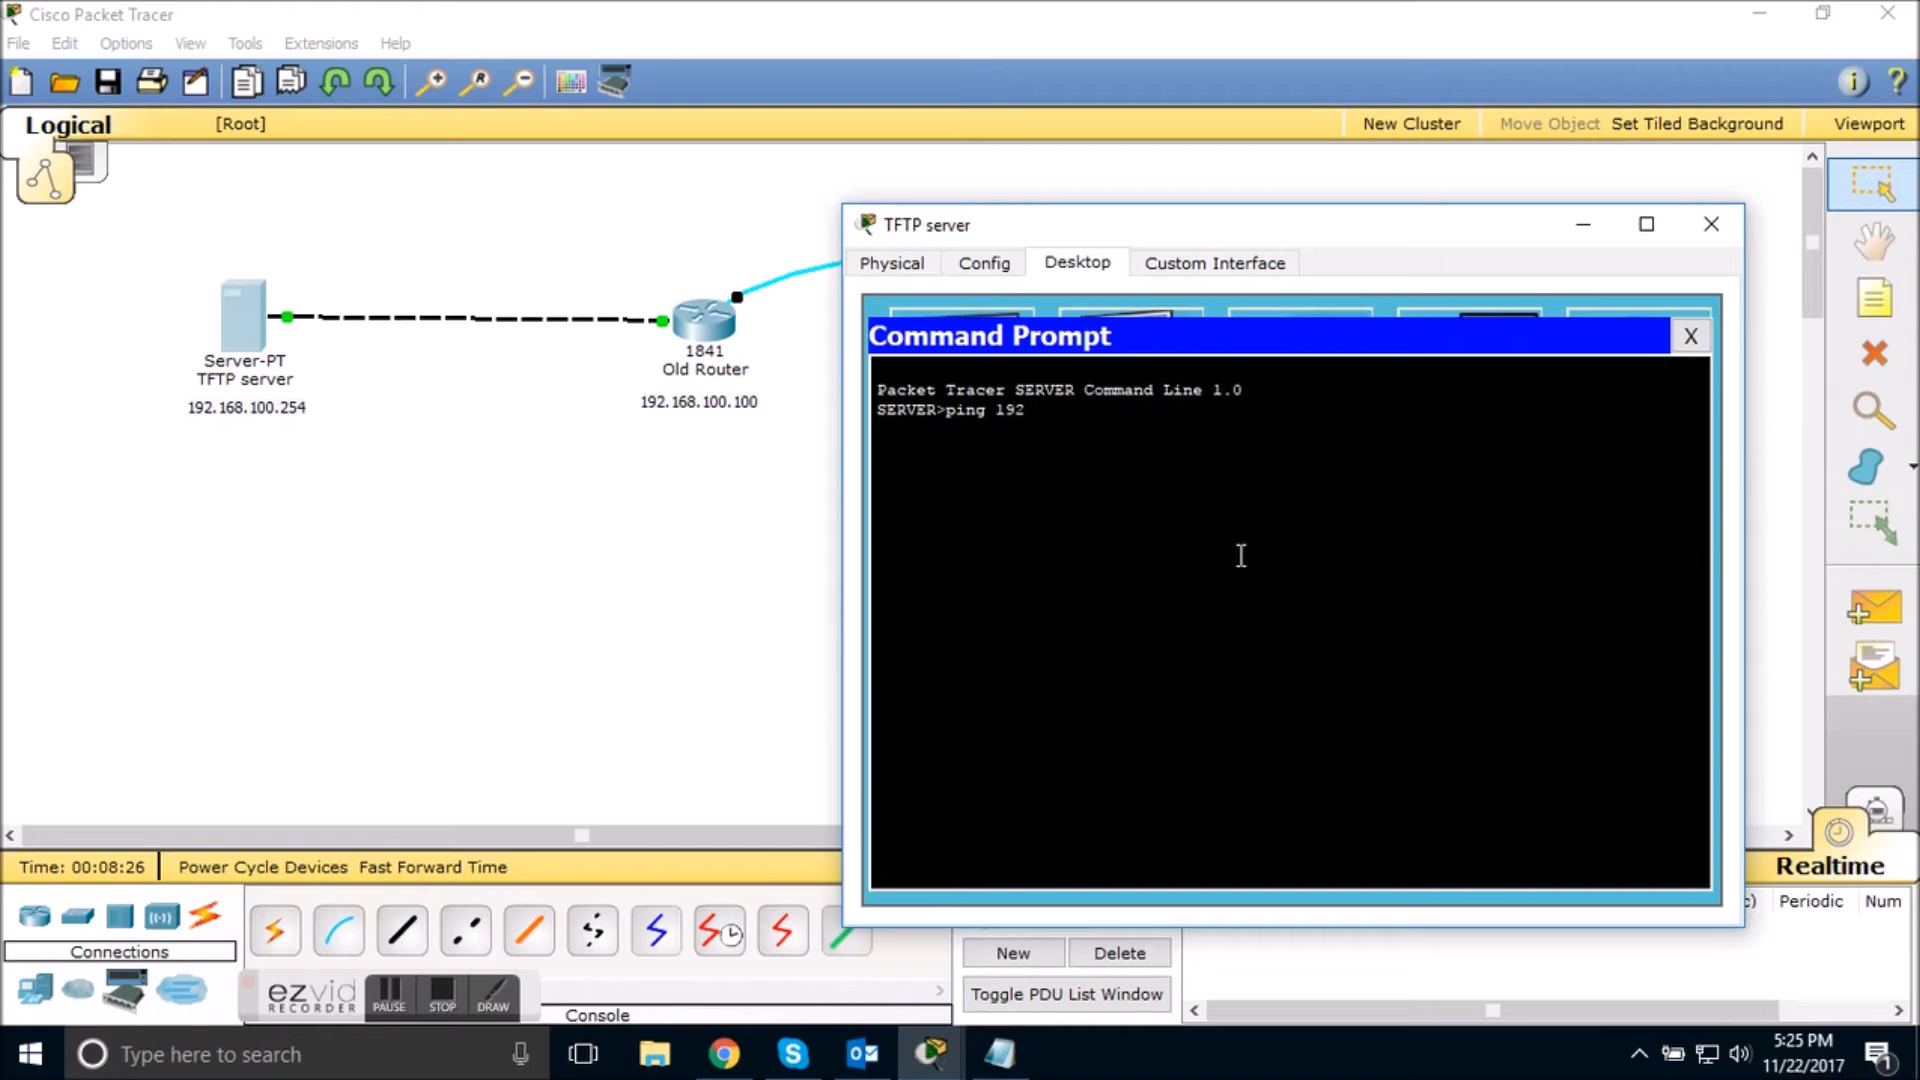 Cisco Packet Tracer
File Edit Options View Tools Extensions Help
Logical [Root] New Cluster Move Object Set Tiled Background Viewport
TFTP server
Physical Config Desktop Custom Interface
Command Prompt X
Packet Tracer SERVER Command Line 1.0
SERVER>ping 192
Server-PT
TFTP server
192.168.100.254
1841
Old Router
192.168.100.100
Time: 00:08:26 Power Cycle Devices Fast Forward Time
Realtime
Periodic Num
Connections
New Delete
Toggle PDU List Window
ezvid
RECORDER
PAUSE STOP DRAW
Console
Type here to search
5:25 PM
11/22/2017
1